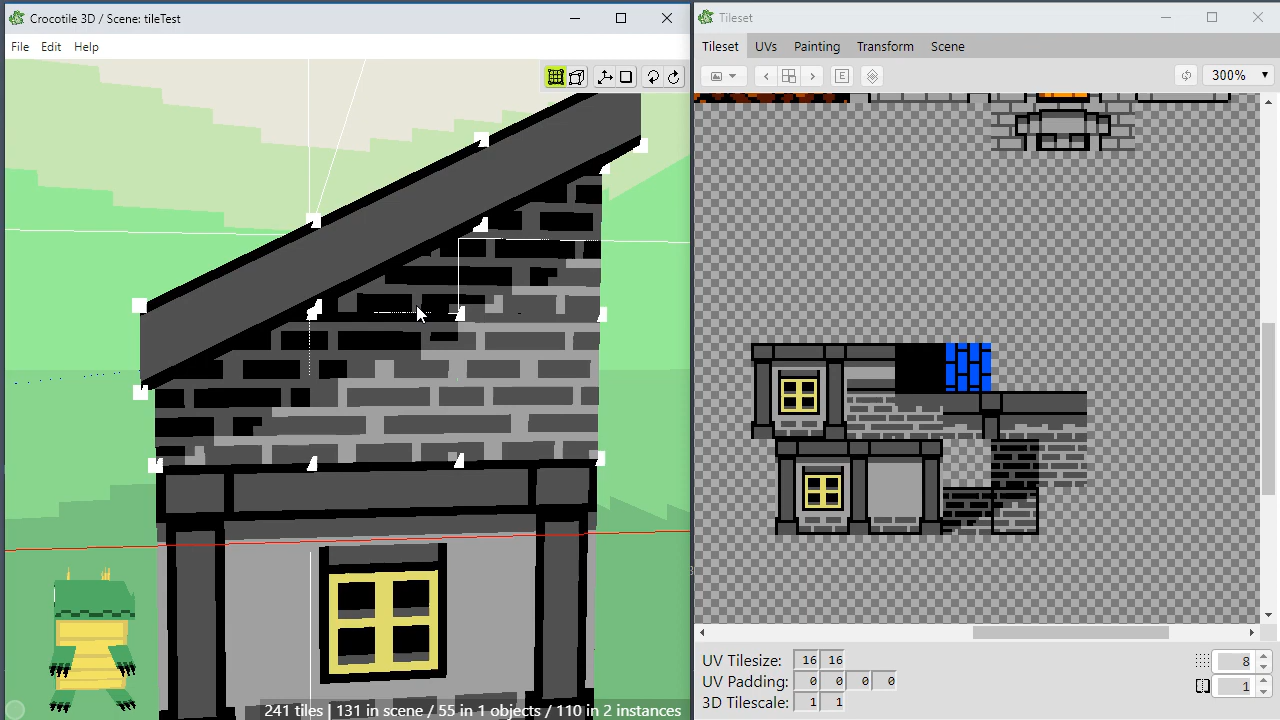 Crocotile 3D / Scene: tileTest
File Edit Help
241 tiles | 131 in scene / 55 in 1 objects / 110 in 2 instances
Tileset
Tileset UVs Painting Transform Scene
E 300%
UV Tilesize: 16 16
8
UV Padding: 0 0 0 0
1
3D Tilescale: 1 1